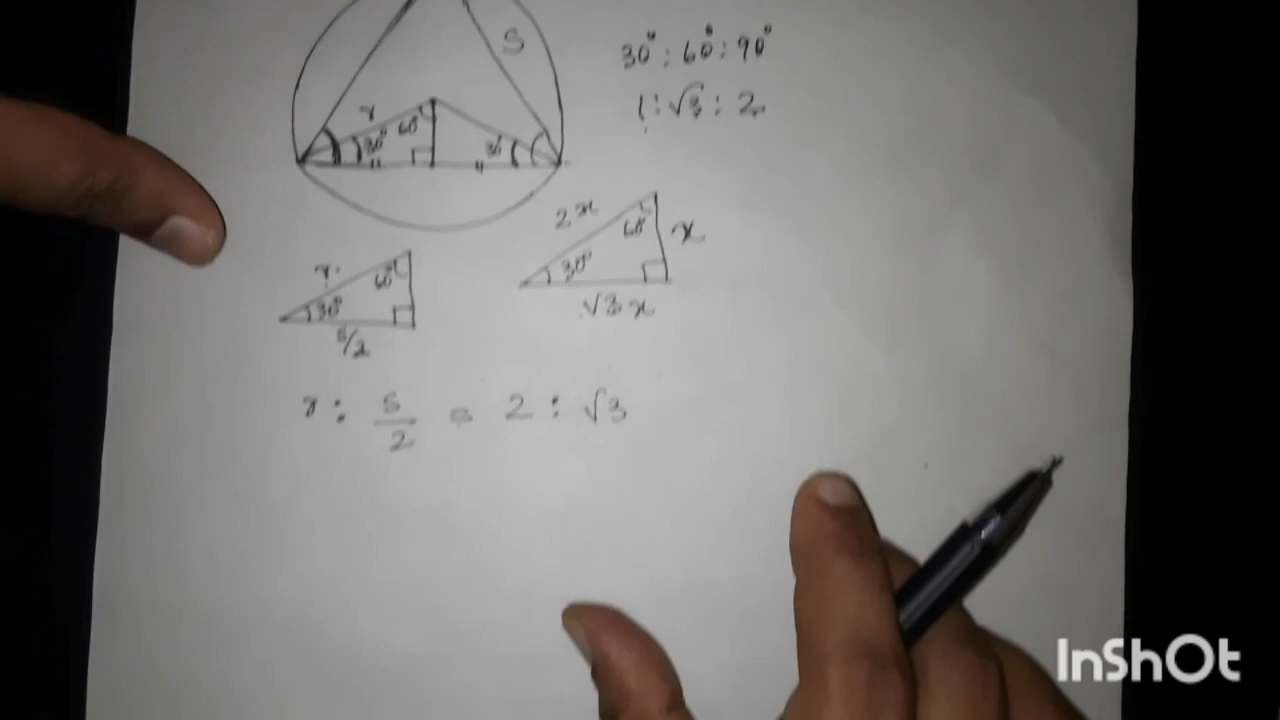 S
30° : 60° : 90°
1 : √3 : 2
r
60°
30°
30°
2x
60°
x
30°
√3x
r
60°
30°
s/2
r : s/2 = 2 : √3
InShOt